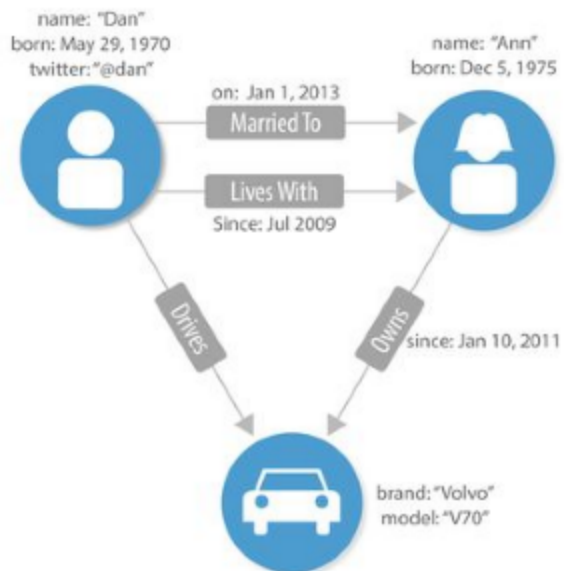 name: "Dan"
born: May 29, 1970
twitter: "@dan"
name: "Ann"
born: Dec 5, 1975
on: Jan 1, 2013
Married To
Lives With
Since: Jul 2009
Drives
Owns
since: Jan 10, 2011
brand: "Volvo"
model: "V70"